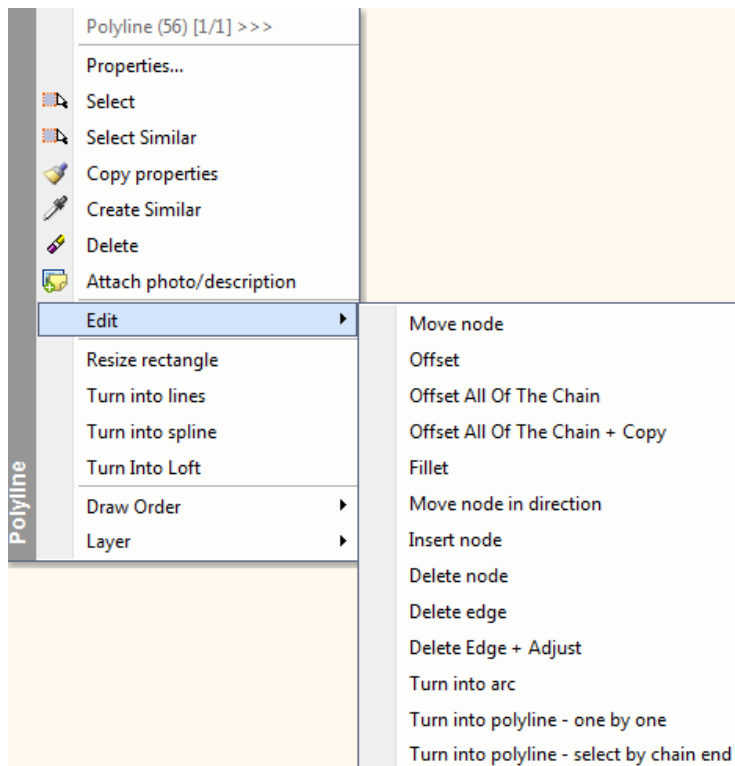 Polyline (56) [1/1] >>>
Properties...
Select
Select Similar
Copy properties
Create Similar
Delete
Attach photo/description
Edit
Resize rectangle
Turn into lines
Turn into spline
Turn Into Loft
Draw Order
Layer
Polyline
Move node
Offset
Offset All Of The Chain
Offset All Of The Chain + Copy
Fillet
Move node in direction
Insert node
Delete node
Delete edge
Delete Edge + Adjust
Turn into arc
Turn into polyline - one by one
Turn into polyline - select by chain end